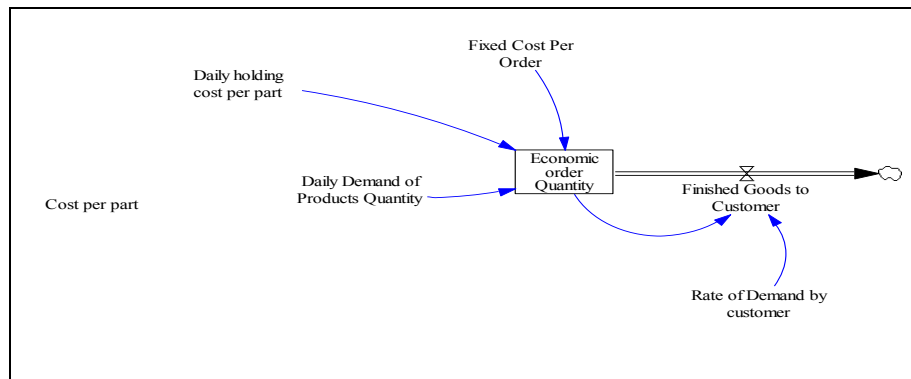 Fixed Cost Per
Order
Daily holding
cost per part
Economic
order
Quantity
Daily Demand of
Products Quantity
Finished Goods to
Customer
Cost per part
Rate of Demand by
customer